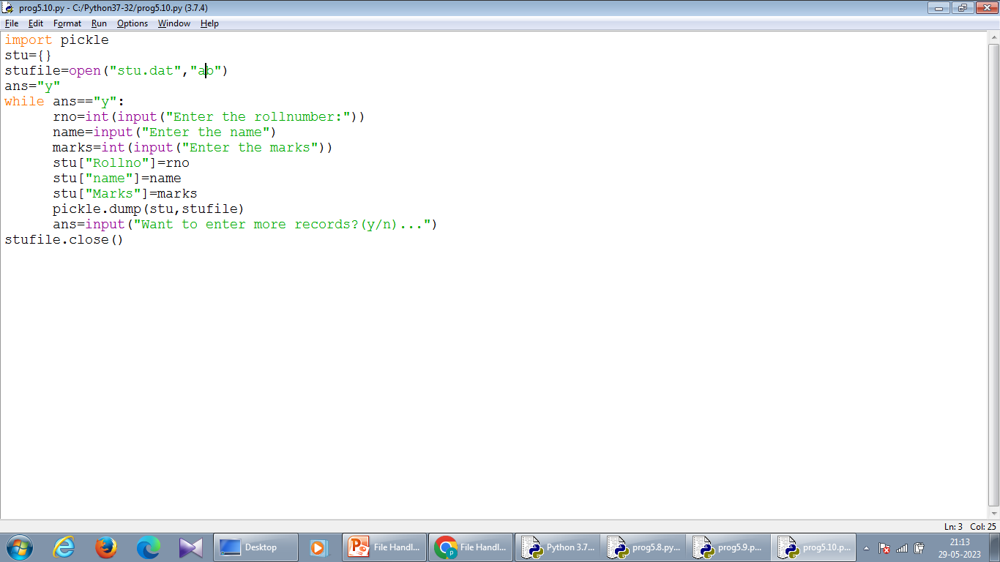 prog5.10.py - C:/Python37-32/prog5.10.py (3.7.4)
File Edit Format Run Options Window Help
import pickle
stu={}
stufile=open("stu.dat","ab")
ans="y"
while ans=="y":
      rno=int(input("Enter the rollnumber:"))
      name=input("Enter the name")
      marks=int(input("Enter the marks"))
      stu["Rollno"]=rno
      stu["name"]=name
      stu["Marks"]=marks
      pickle.dump(stu,stufile)
      ans=input("Want to enter more records?(y/n)...")
stufile.close()
Ln: 3 Col: 25
Desktop File Handl... File Handl... Python 3.7... prog5.8.py... prog5.9.p... prog5.10.p... 21:13
29-05-2023